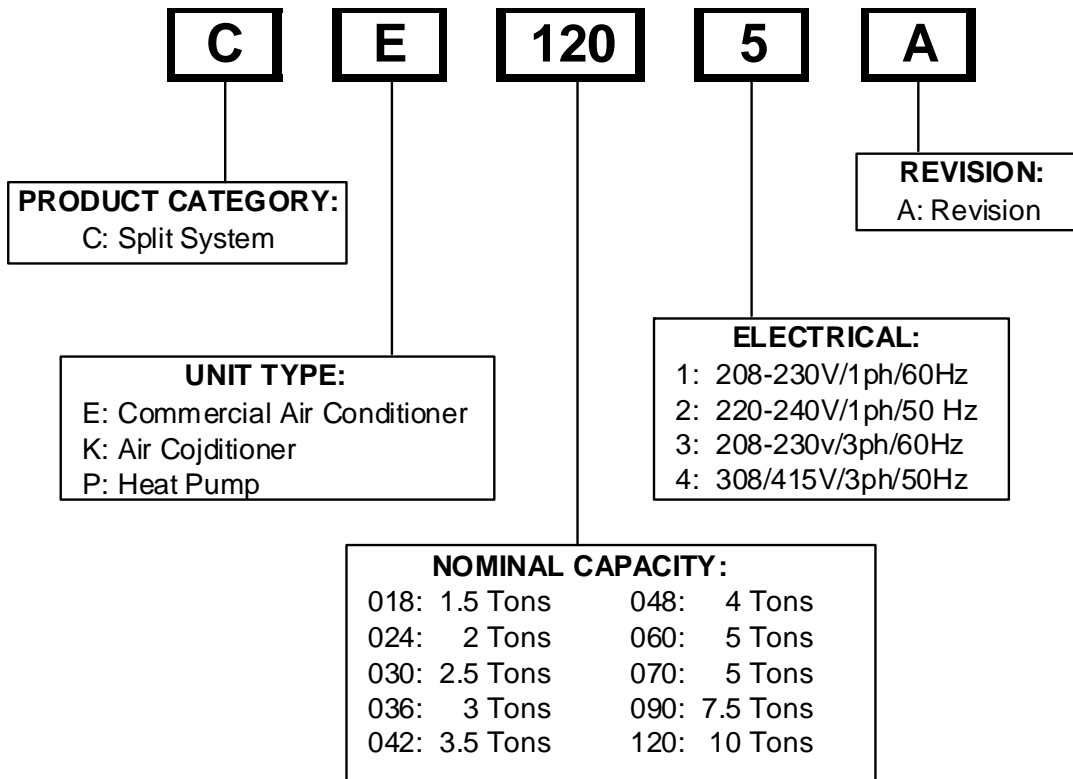 C E 120 5 A
PRODUCT CATEGORY:
C: Split System
REVISION:
A: Revision
UNIT TYPE:
E: Commercial Air Conditioner
K: Air Cojditioner
P: Heat Pump
ELECTRICAL:
1: 208-230V/1ph/60Hz
2: 220-240V/1ph/50 Hz
3: 208-230v/3ph/60Hz
4: 308/415V/3ph/50Hz
NOMINAL CAPACITY:
018: 1.5 Tons 048: 4 Tons
024: 2 Tons 060: 5 Tons
030: 2.5 Tons 070: 5 Tons
036: 3 Tons 090: 7.5 Tons
042: 3.5 Tons 120: 10 Tons